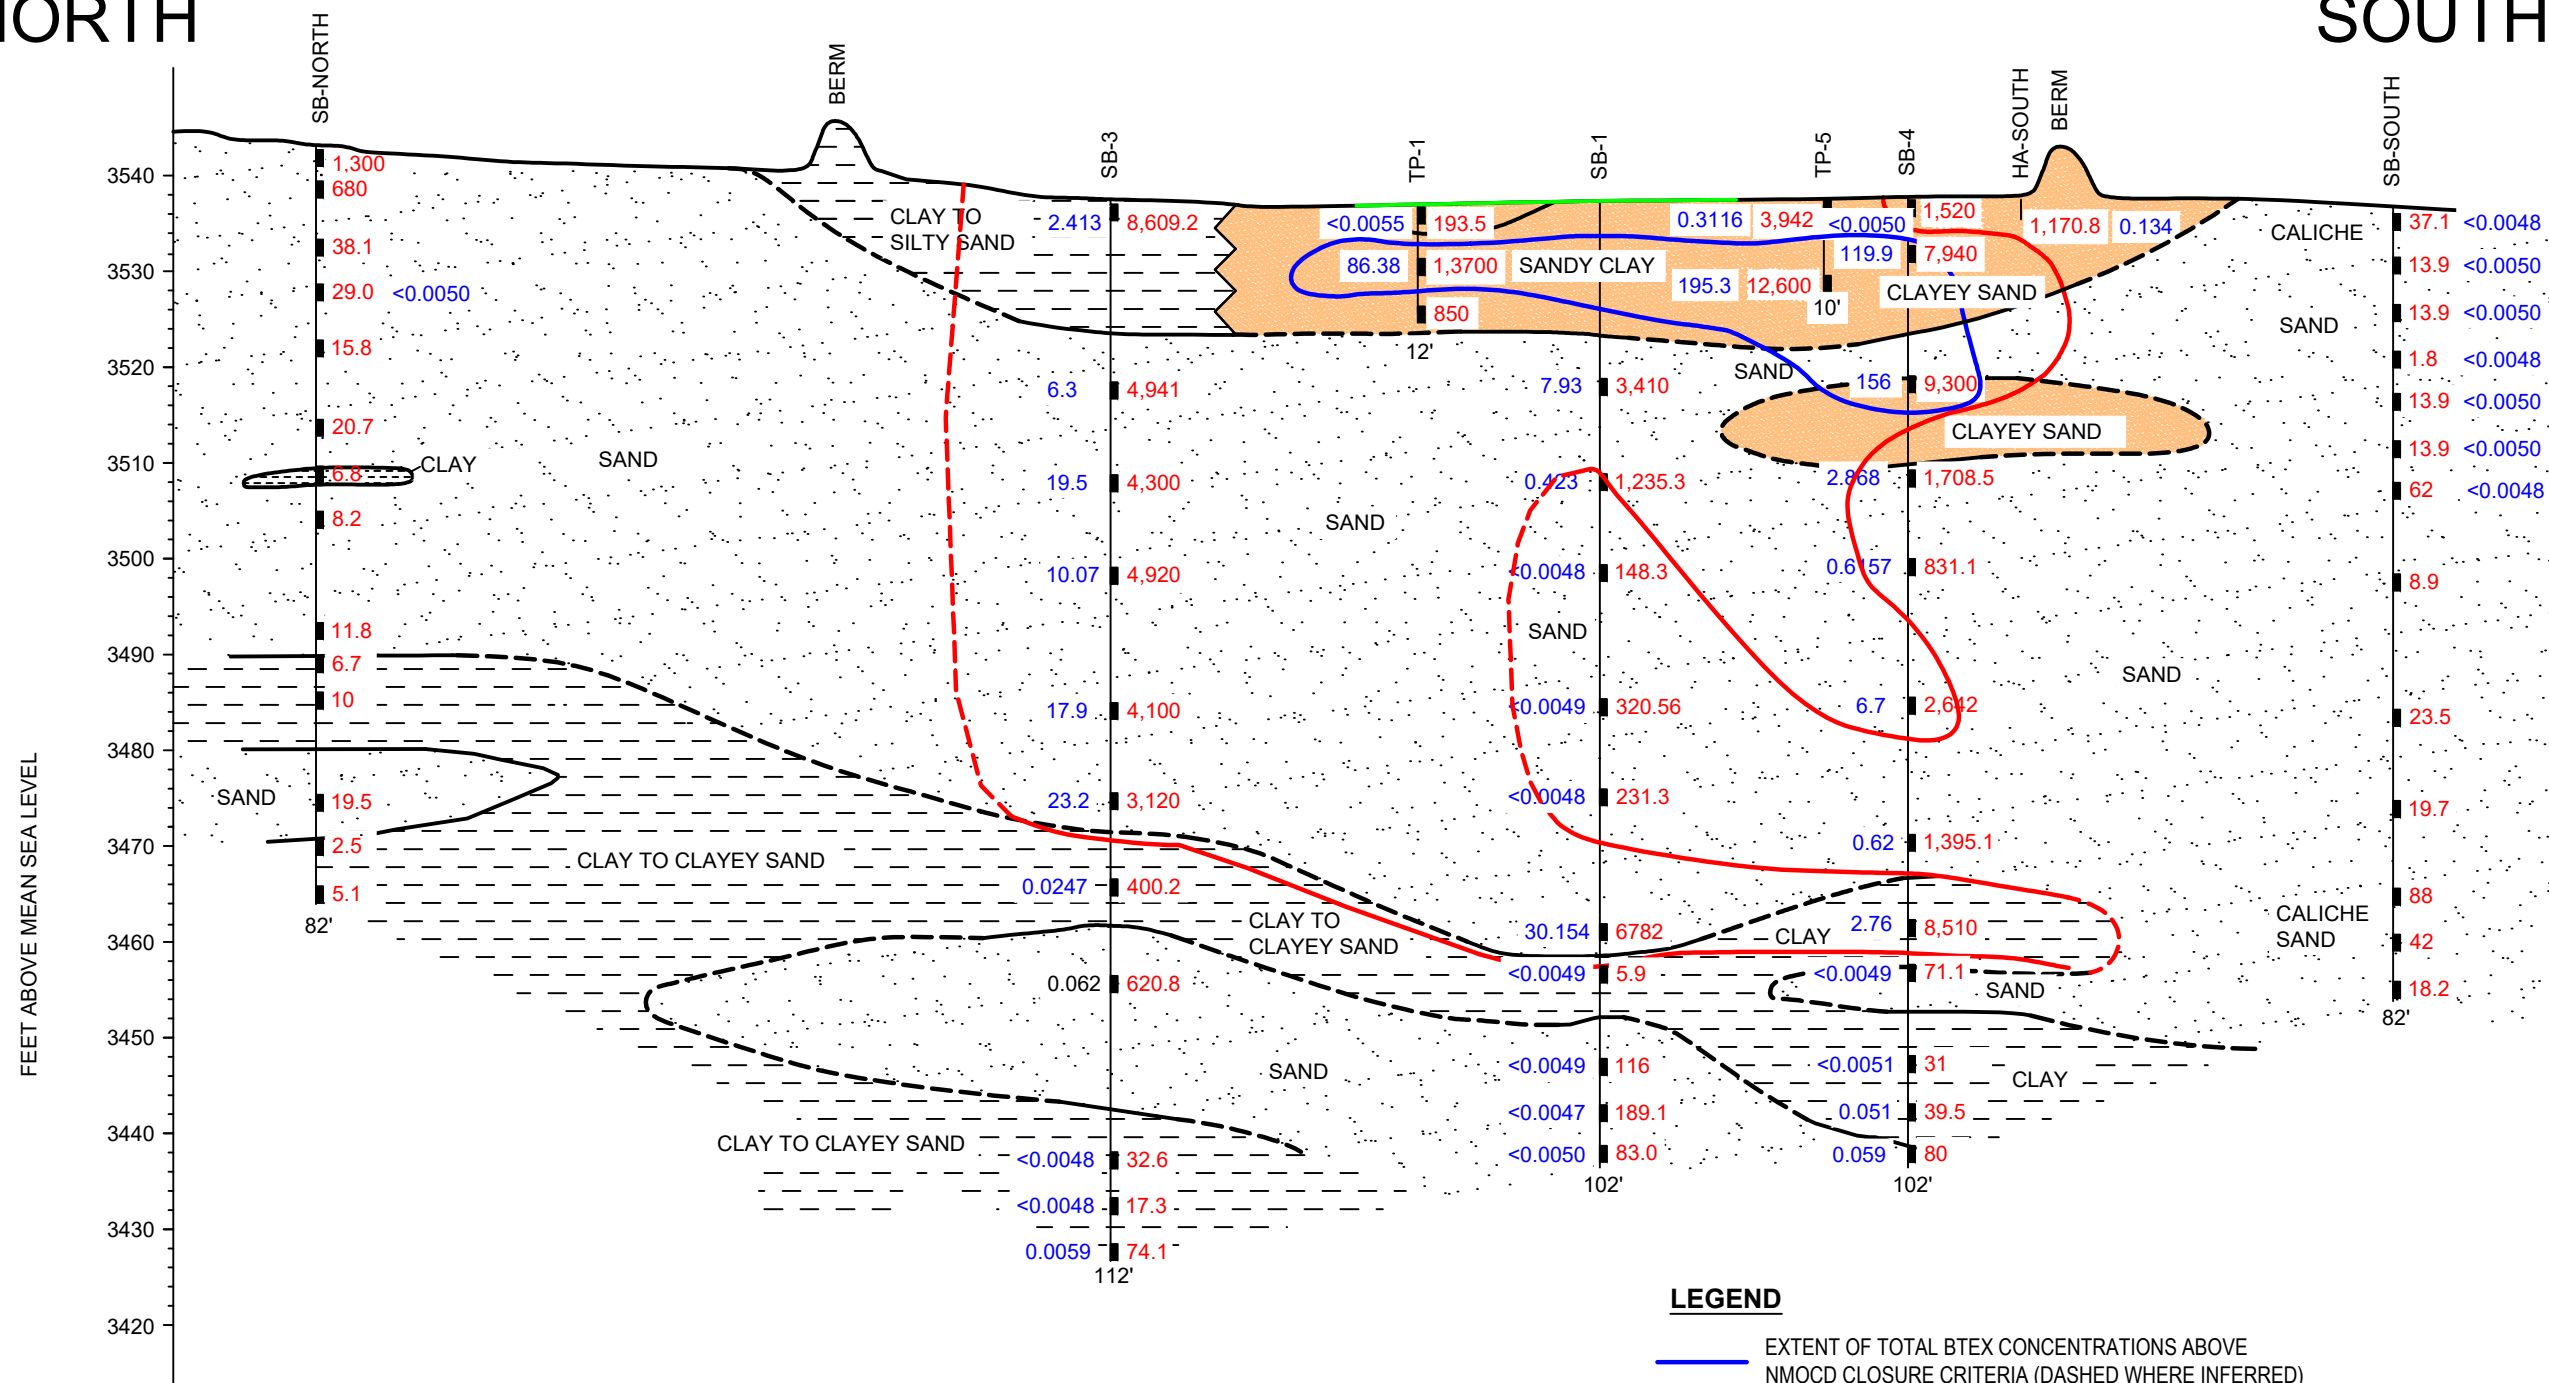 NORTH
SOUTH
SB-NORTH
BERM
SB-3
TP-1
SB-1
TP-5
SB-4
HA-SOUTH
BERM
SB-SOUTH
FEET ABOVE MEAN SEA LEVEL
3540
3530
3520
3510
3500
3490
3480
3470
3460
3450
3440
3430
3420
1,300
680
38.1
29.0 <0.0050
15.8
20.7
6.8
CLAY
8.2
11.8
6.7
10
19.5
2.5
5.1
82'
SAND
SAND
CLAY TO
SILTY SAND
CLAY TO CLAYEY SAND
CLAY TO CLAYEY SAND
2.413 8,609.2
6.3 4,941
19.5 4,300
10.07 4,920
17.9 4,100
23.2 3,120
0.0247 400.2
0.062 620.8
<0.0048 32.6
<0.0048 17.3
0.0059 74.1
112'
<0.0055 193.5
86.38 1,3700
850
12'
SANDY CLAY
SAND
CLAY TO
CLAYEY SAND
SAND
7.93 3,410
0.423 1,235.3
<0.0048 148.3
SAND
<0.0049 320.56
<0.0048 231.3
30.154 6782
<0.0049 5.9
<0.0049 116
<0.0047 189.1
<0.0050 83.0
102'
0.3116 3,942
195.3 12,600
10'
<0.0050 1,520
119.9 7,940
CLAYEY SAND
SAND
156 9,300
CLAYEY SAND
2.868 1,708.5
0.6157 831.1
6.7 2,642
0.62 1,395.1
CLAY
2.76 8,510
<0.0049 71.1
SAND
<0.0051 31
CLAY
0.051 39.5
0.059 80
102'
1,170.8 0.134
CALICHE
SAND
SAND
CALICHE
SAND
37.1 <0.0048
13.9 <0.0050
13.9 <0.0050
1.8 <0.0048
13.9 <0.0050
13.9 <0.0050
62 <0.0048
8.9
23.5
19.7
88
42
18.2
82'
LEGEND
EXTENT OF TOTAL BTEX CONCENTRATIONS ABOVE
NMOCD CLOSURE CRITERIA (DASHED WHERE INFERRED)